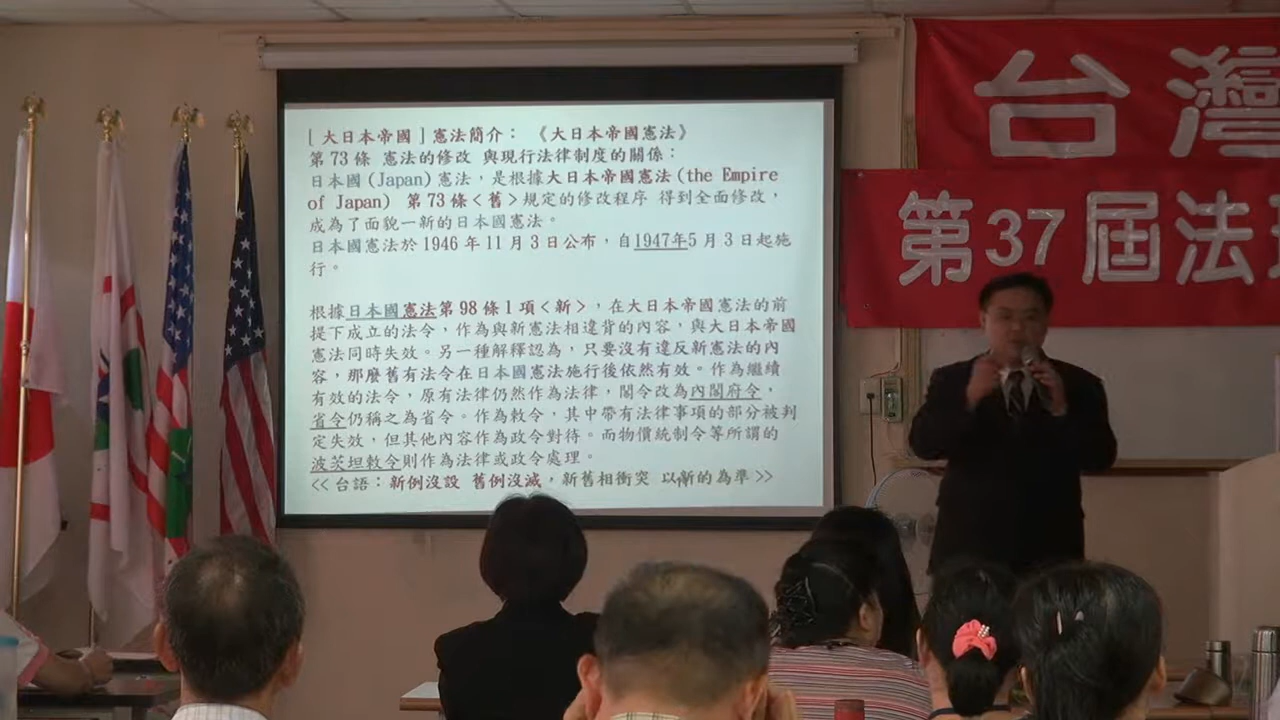 [ 大日本帝國 ] 憲法簡介： 《大日本帝國憲法》
第 73 條 憲法的修改 與現行法律制度的關係：
日本國 (Japan) 憲法，是根據大日本帝國憲法 (the Empire
of Japan) 第 73 條＜舊＞規定的修改程序 得到全面修改，
成為了面貌一新的日本國憲法。
日本國憲法於 1946 年 11 月 3 日公布，自1947年5 月 3 日起施
行。
根據日本國憲法第 98 條 1 項＜新＞，在大日本帝國憲法的前
提下成立的法令，作為與新憲法相違背的內容，與大日本帝國
憲法同時失效。另一種解釋認為，只要沒有違反新憲法的內
容，那麼舊有法令在日本國憲法施行後依然有效。作為繼續
有效的法令，原有法律仍然作為法律，閣令改為內閣府令，
省令仍稱之為省令。作為敕令，其中帶有法律事項的部分被判
定失效，但其他內容作為政令對待。而物價統制令等所謂的
波茨坦敕令則作為法律或政令處理。
<< 台語：新例沒設 舊例沒滅，新舊相衝突 以新的為準 >>
台灣
第37屆法